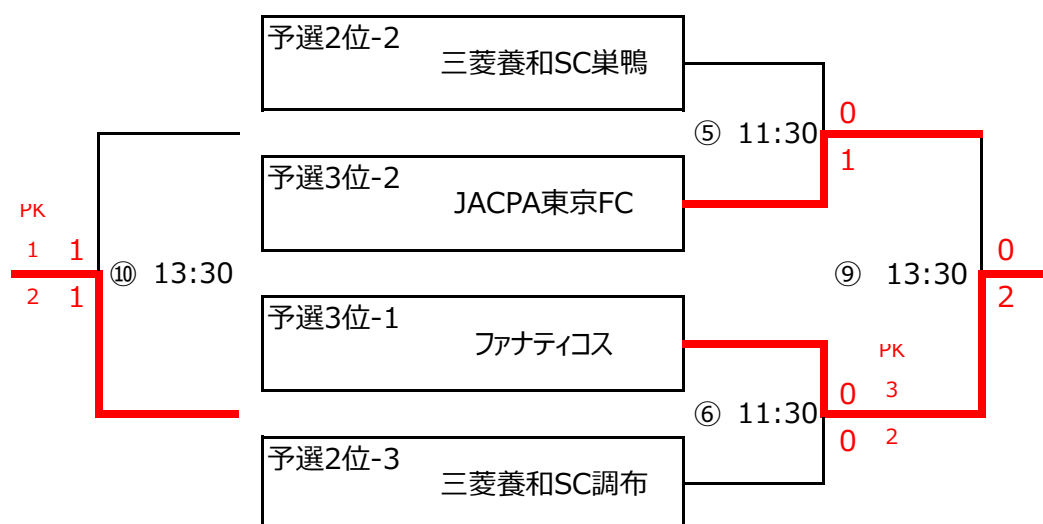 予選2位-2
三菱養和SC巣鴨
⑤ 11:30
0
1
予選3位-2
JACPA東京FC
PK
1 1
2 1
⑩ 13:30
⑨ 13:30
0
2
予選3位-1
ファナティコス
PK
0 3
0 2
⑥ 11:30
予選2位-3
三菱養和SC調布